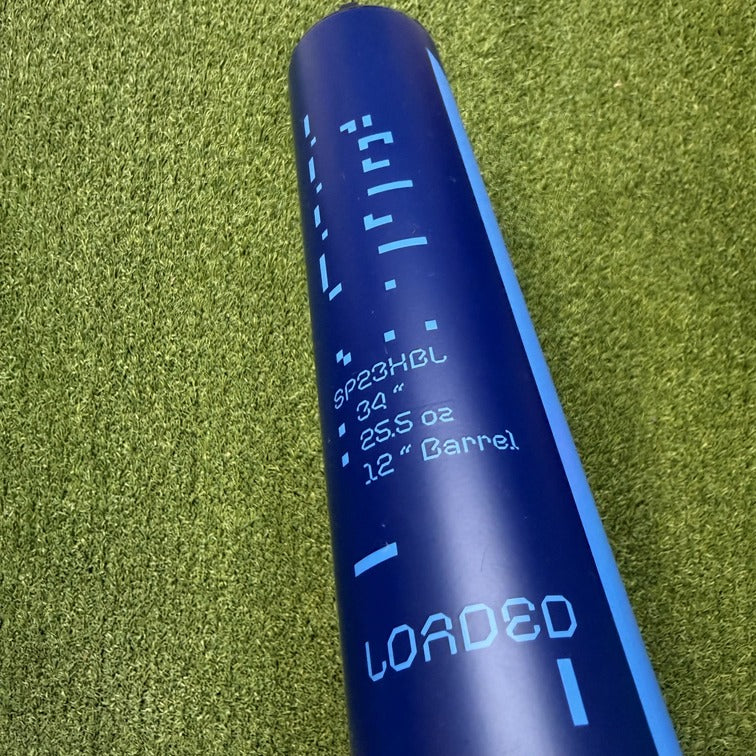 SP23HBL
34 "
25.5 oz
12 " Barrel
LOADED